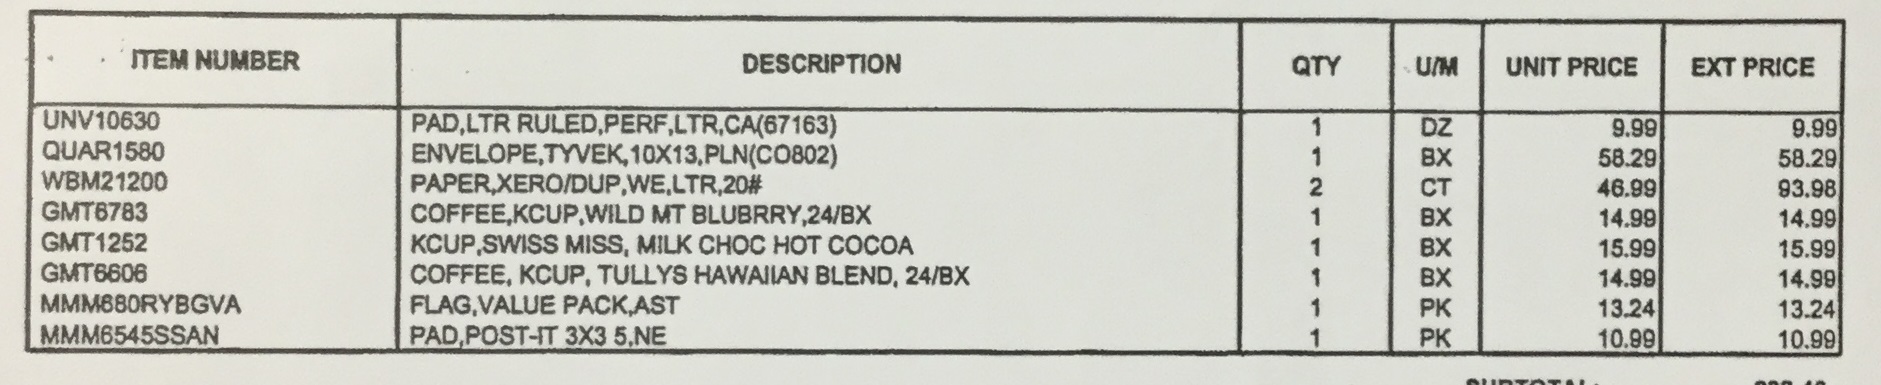 ITEM NUMBER DESCRIPTION QTY U/M UNIT PRICE EXT PRICE
UNV10630 PAD,LTR RULED,PERF,LTR,CA(67163) 1 DZ 9.99 9.99
QUAR1580 ENVELOPE,TYVEK,10X13,PLN(CO802) 1 BX 58.29 58.29
WBM21200 PAPER,XERO/DUP,WE,LTR,20# 2 CT 46.99 93.98
GMT6783 COFFEE,KCUP,WILD MT BLUBRRY,24/BX 1 BX 14.99 14.99
GMT1252 KCUP,SWISS MISS, MILK CHOC HOT COCOA 1 BX 15.99 15.99
GMT6606 COFFEE, KCUP, TULLYS HAWAIIAN BLEND, 24/BX 1 BX 14.99 14.99
MMM680RYBGVA FLAG,VALUE PACK,AST 1 PK 13.24 13.24
MMM6545SSAN PAD,POST-IT 3X3 5,NE 1 PK 10.99 10.99
SUBTOTAL: